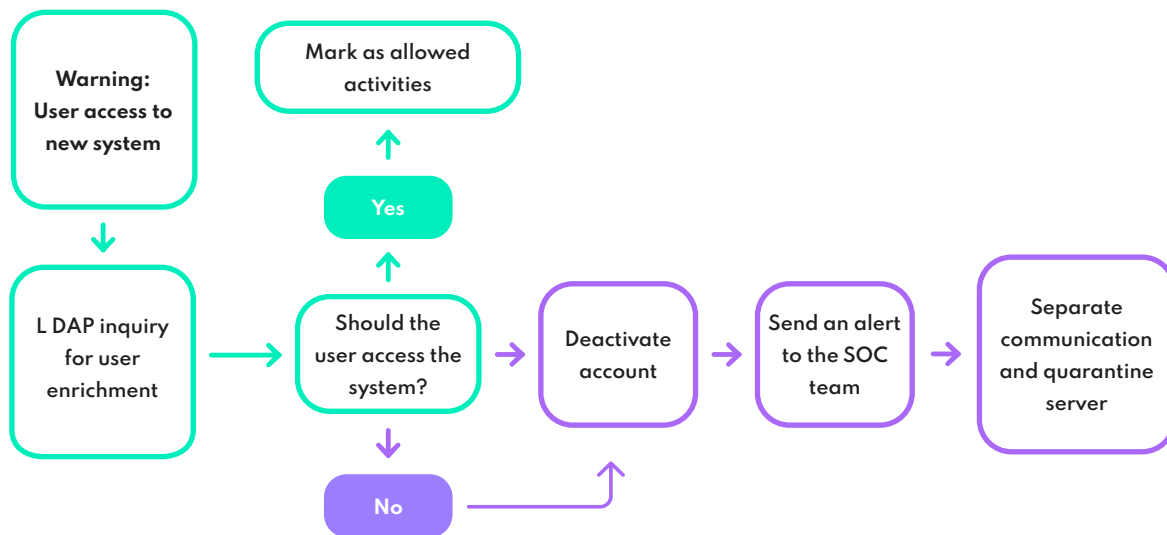 Warning:
User access to
new system
Mark as allowed
activities
Yes
L DAP inquiry
for user
enrichment
Should the
user access the
system?
Deactivate
account
Send an alert
to the SOC
team
Separate
communication
and quarantine
server
No